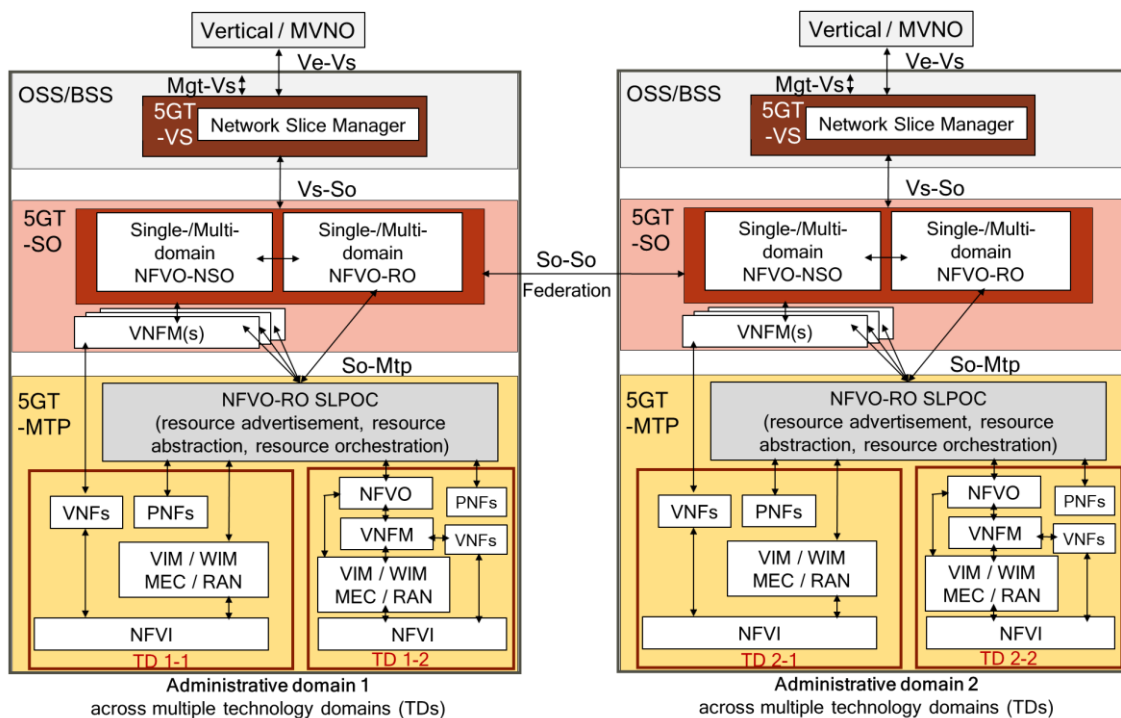 Vertical / MVNO
Ve-Vs
OSS/BSS
Mgt-Vs
5GT
-VS
Network Slice Manager
Vs-So
5GT
-SO
Single-/Multi-
domain
NFVO-NSO
Single-/Multi-
domain
NFVO-RO
VNFM(s)
So-Mtp
5GT
-MTP
NFVO-RO SLPOC
(resource advertisement, resource
abstraction, resource orchestration)
VNFs
PNFs
VIM / WIM
MEC / RAN
NFVI
TD 1-1
NFVO
PNFs
VNFM
VNFs
VIM / WIM
MEC / RAN
NFVI
TD 1-2
Administrative domain 1
across multiple technology domains (TDs)
So-So
Federation
Vertical / MVNO
Ve-Vs
OSS/BSS
Mgt-Vs
5GT
-VS
Network Slice Manager
Vs-So
5GT
-SO
Single-/Multi-
domain
NFVO-NSO
Single-/Multi-
domain
NFVO-RO
VNFM(s)
So-Mtp
5GT
-MTP
NFVO-RO SLPOC
(resource advertisement, resource
abstraction, resource orchestration)
VNFs
PNFs
VIM / WIM
MEC / RAN
NFVI
TD 2-1
NFVO
PNFs
VNFM
VNFs
VIM / WIM
MEC / RAN
NFVI
TD 2-2
Administrative domain 2
across multiple technology domains (TDs)